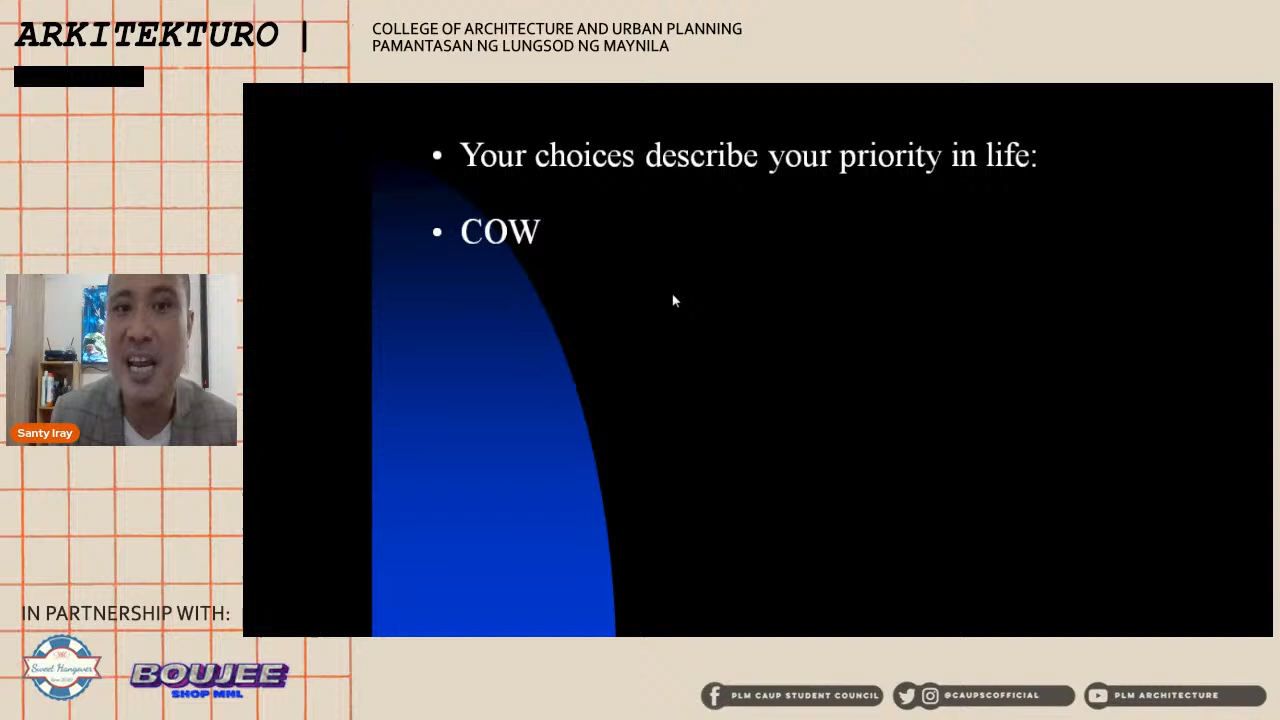 ARKITEKTURO |
COLLEGE OF ARCHITECTURE AND URBAN PLANNING
PAMANTASAN NG LUNGSOD NG MAYNILA
• Your choices describe your priority in life:
• COW
Santy Iray
IN PARTNERSHIP WITH:
Sweet Hangover
BOUJEE
SHOP MNL
PLM CAUP STUDENT COUNCIL
@CAUPSCOFFICIAL
PLM ARCHITECTURE